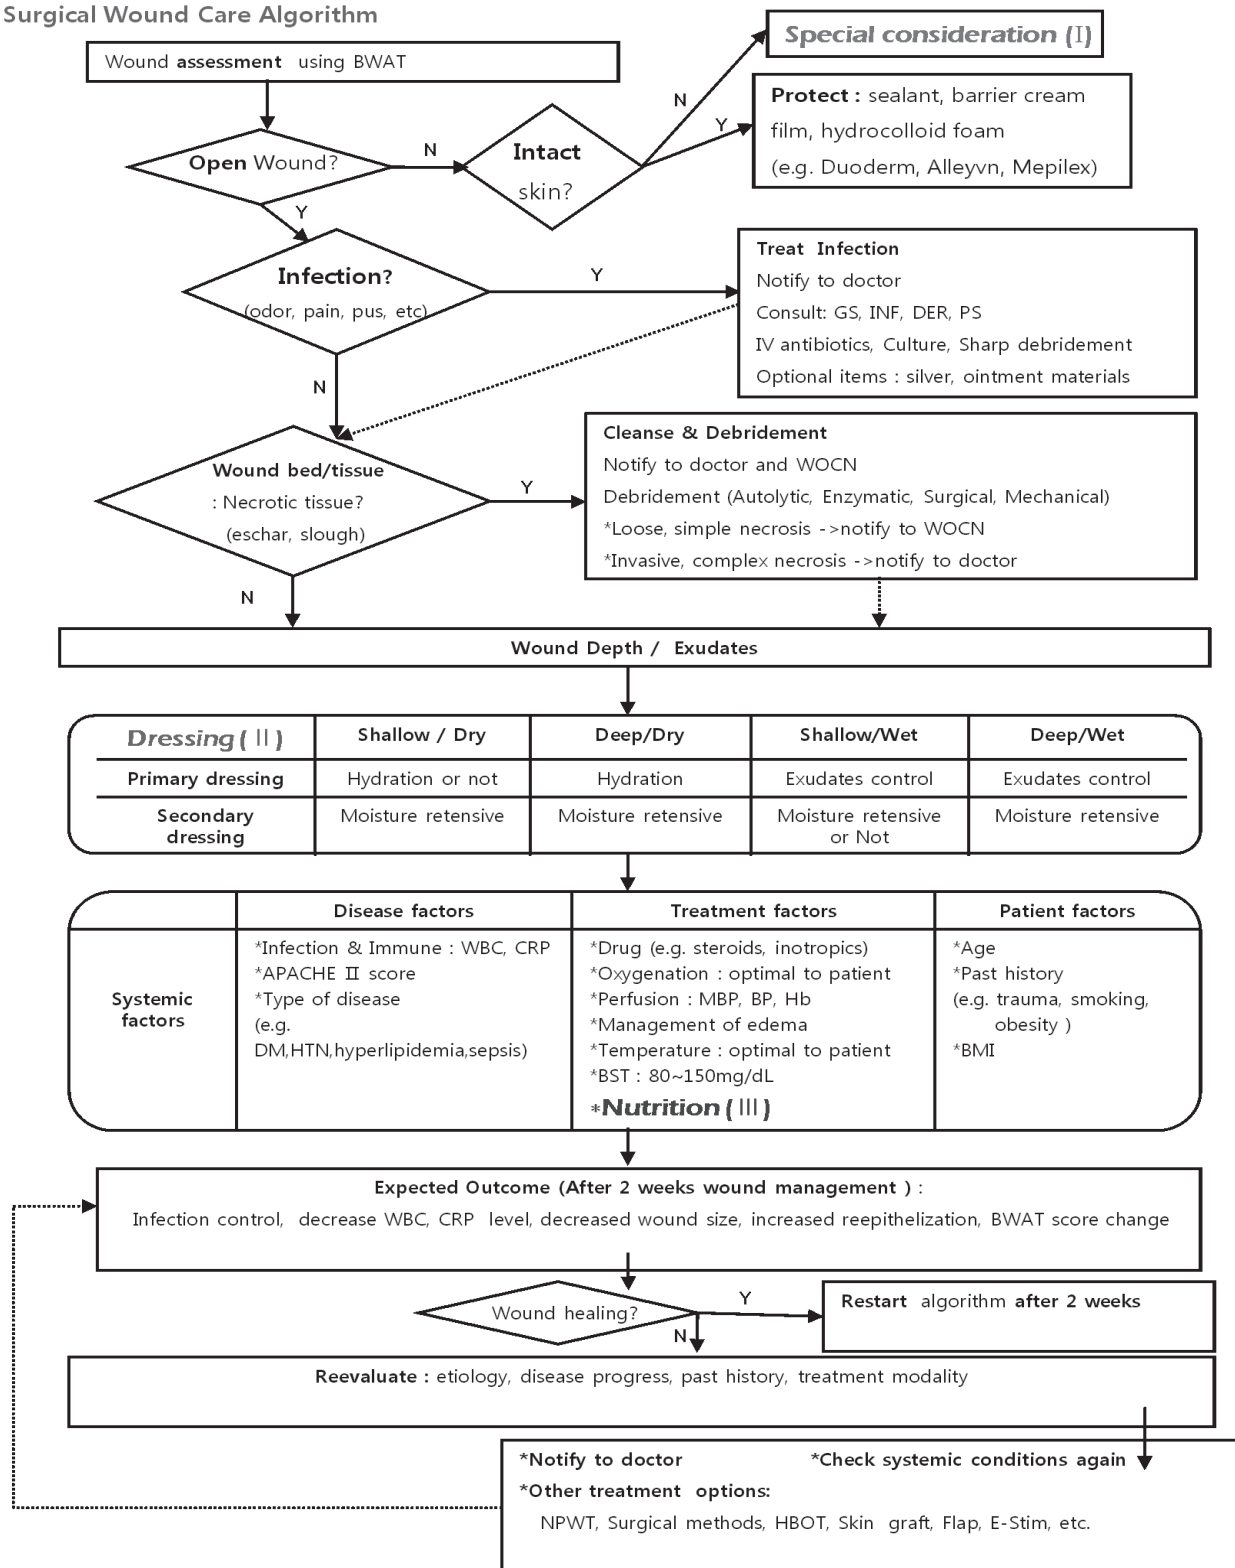 Surgical Wound Care Algorithm
Special consideration (Ⅰ)
Wound assessment using BWAT
N
Protect : sealant, barrier cream
film, hydrocolloid foam
(e.g. Duoderm, Alleyvn, Mepilex)
Y
Open Wound?
N
Intact
skin?
Y
Infection?
(odor, pain, pus, etc)
Y
Treat Infection
Notify to doctor
Consult: GS, INF, DER, PS
IV antibiotics, Culture, Sharp debridement
Optional items : silver, ointment materials
N
Wound bed/tissue
: Necrotic tissue?
(eschar, slough)
Y
Cleanse & Debridement
Notify to doctor and WOCN
Debridement (Autolytic, Enzymatic, Surgical, Mechanical)
*Loose, simple necrosis ->notify to WOCN
*Invasive, complex necrosis ->notify to doctor
N
Wound Depth / Exudates
Dressing ( Ⅱ ) Shallow / Dry Deep/Dry Shallow/Wet Deep/Wet
Primary dressing Hydration or not Hydration Exudates control Exudates control
Secondary dressing Moisture retensive Moisture retensive Moisture retensive or Not Moisture retensive
Disease factors Treatment factors Patient factors
Systemic
factors
*Infection & Immune : WBC, CRP
*APACHE Ⅱ score
*Type of disease
(e.g.
DM,HTN,hyperlipidemia,sepsis)
*Drug (e.g. steroids, inotropics)
*Oxygenation : optimal to patient
*Perfusion : MBP, BP, Hb
*Management of edema
*Temperature : optimal to patient
*BST : 80~150mg/dL
*Nutrition ( Ⅲ )
*Age
*Past history
(e.g. trauma, smoking,
obesity )
*BMI
Expected Outcome (After 2 weeks wound management ) :
Infection control, decrease WBC, CRP level, decreased wound size, increased reepithelization, BWAT score change
Wound healing?
Y
Restart algorithm after 2 weeks
N
Reevaluate : etiology, disease progress, past history, treatment modality
*Notify to doctor *Check systemic conditions again
*Other treatment options:
NPWT, Surgical methods, HBOT, Skin graft, Flap, E-Stim, etc.